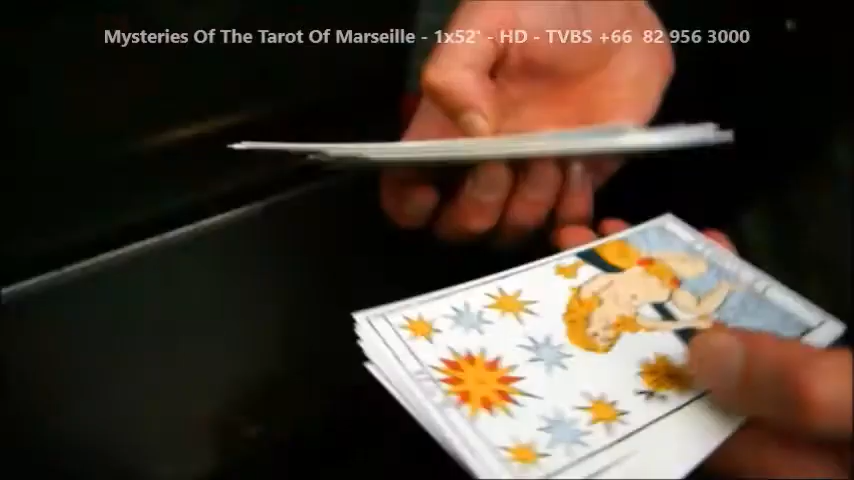 Mysteries Of The Tarot Of Marseille - 1x52' - HD - TVBS +66  82 956 3000